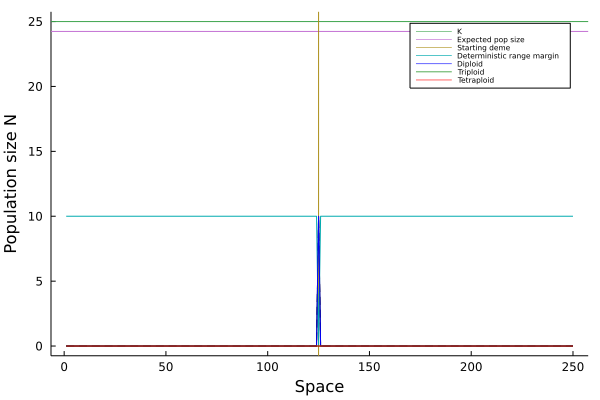 25
20
15
10
5
0
Population size N
K
Expected pop size
Starting deme
Deterministic range margin
Diploid
Triploid
Tetraploid
0 50 100 150 200 250
Space